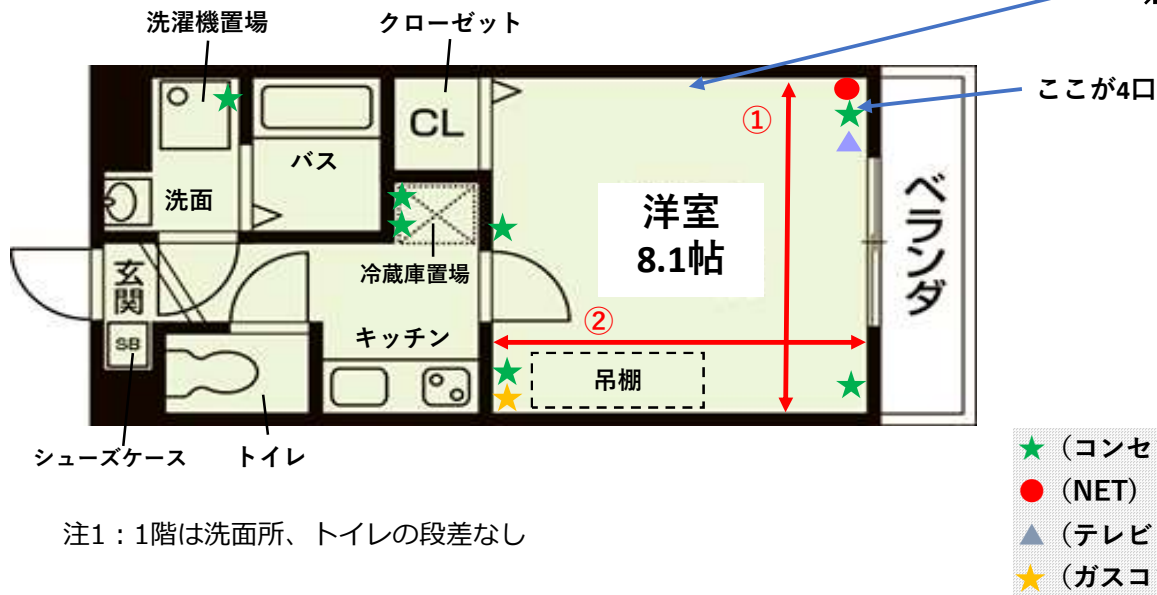 洗濯機置場
クローゼット
ここが4口
①
CL
バス
洗面
洋室
8.1帖
ベランダ
冷蔵庫置場
玄関
②
キッチン
SB
吊棚
シューズケース
トイレ
★（コンセ
●（NET）
▲（テレビ
★（ガスコ
注1：1階は洗面所、トイレの段差なし